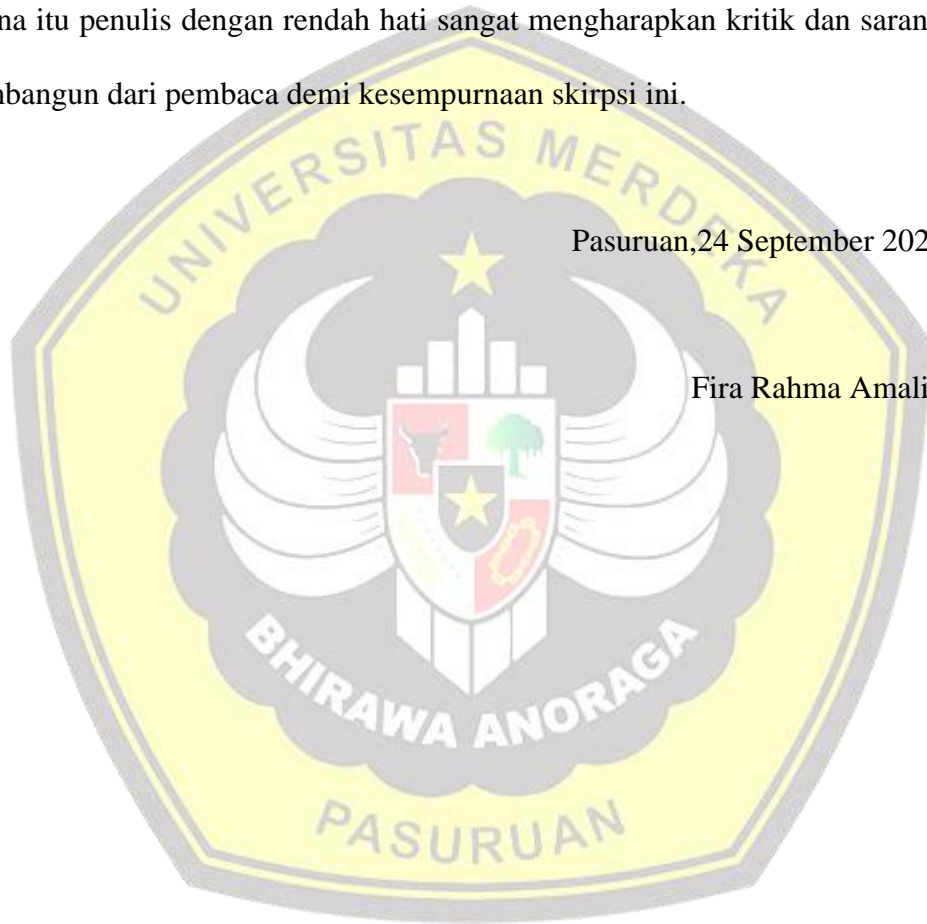 na itu penulis dengan rendah hati sangat mengharapkan kritik dan saran
nbangun dari pembaca demi kesempurnaan skirpsi ini.
UNIVERSITAS MERDEKA
Pasuruan,24 September 202
Fira Rahma Amali
BHIRAWA ANORAGA
PASURUAN